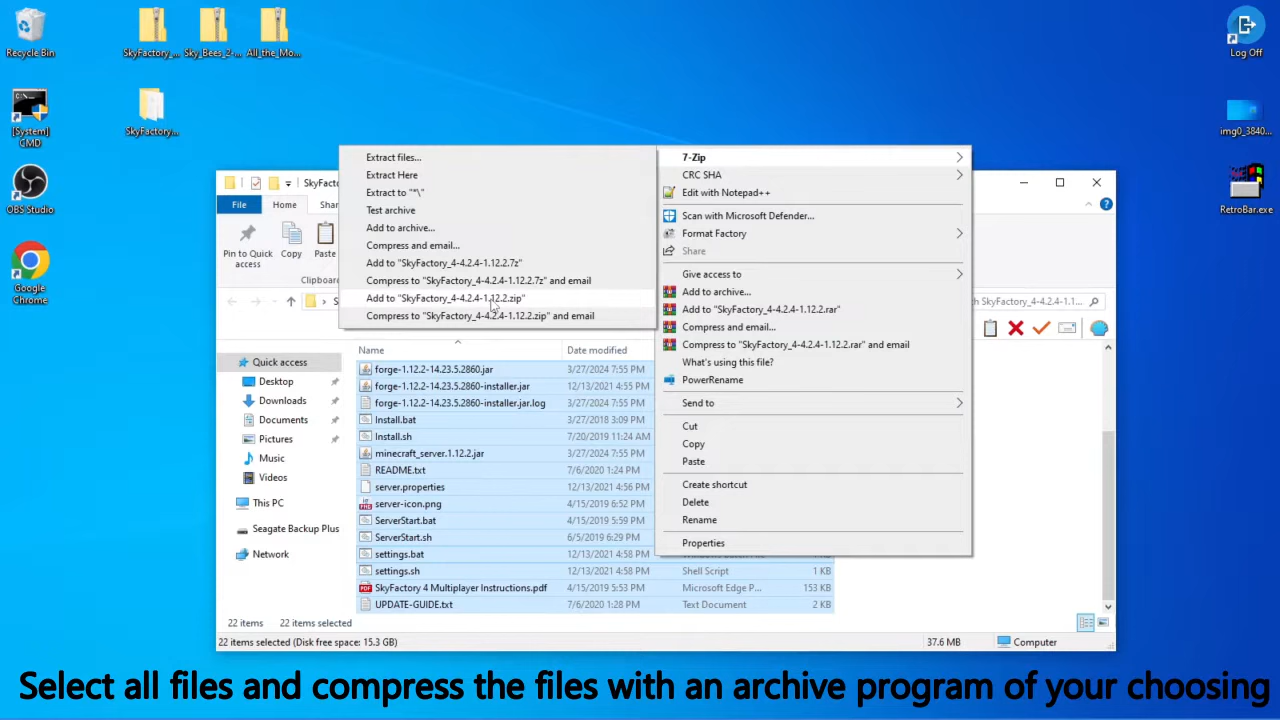 Recycle Bin
SkyFactory_...
Sky_Bees_2-...
All_the_Mo...
Log Off
[System] CMD
SkyFactory...
img0_3840...
OBS Studio
RetroBar.exe
Google Chrome
SkyFacto
File
Home
Shar
Pin to Quick access
Copy
Paste
Clipboar
S
h SkyFactory_4-4.2.4-1.1...
Extract files...
Extract Here
Extract to "*\"
Test archive
Add to archive...
Compress and email...
Add to "SkyFactory_4-4.2.4-1.12.2.7z"
Compress to "SkyFactory_4-4.2.4-1.12.2.7z" and email
Add to "SkyFactory_4-4.2.4-1.12.2.zip"
Compress to "SkyFactory_4-4.2.4-1.12.2.zip" and email
7-Zip
CRC SHA
Edit with Notepad++
Scan with Microsoft Defender...
Format Factory
Share
Give access to
Add to archive...
Add to "SkyFactory_4-4.2.4-1.12.2.rar"
Compress and email...
Compress to "SkyFactory_4-4.2.4-1.12.2.rar" and email
What's using this file?
PowerRename
Send to
Cut
Copy
Paste
Create shortcut
Delete
Rename
Properties
Quick access
Desktop
Downloads
Documents
Pictures
Music
Videos
This PC
Seagate Backup Plus
Network
Name Date modified
forge-1.12.2-14.23.5.2860.jar 3/27/2024 7:55 PM
forge-1.12.2-14.23.5.2860-installer.jar 12/13/2021 4:55 PM
forge-1.12.2-14.23.5.2860-installer.jar.log 3/27/2024 7:55 PM
Install.bat 3/27/2018 3:09 PM
Install.sh 7/20/2019 11:24 AM
minecraft_server.1.12.2.jar 3/27/2024 7:55 PM
README.txt 7/6/2020 1:24 PM
server.properties 12/13/2021 4:56 PM
server-icon.png 4/15/2019 6:52 PM
ServerStart.bat 4/15/2019 5:59 PM
ServerStart.sh 6/5/2019 6:29 PM
settings.bat 12/13/2021 4:58 PM
settings.sh 12/13/2021 4:58 PM Shell Script 1 KB
SkyFactory 4 Multiplayer Instructions.pdf 4/15/2019 5:53 PM Microsoft Edge P... 153 KB
UPDATE-GUIDE.txt 7/6/2020 1:28 PM Text Document 2 KB
22 items 22 items selected
22 items selected (Disk free space: 15.3 GB) 37.6 MB Computer
Select all files and compress the files with an archive program of your choosing